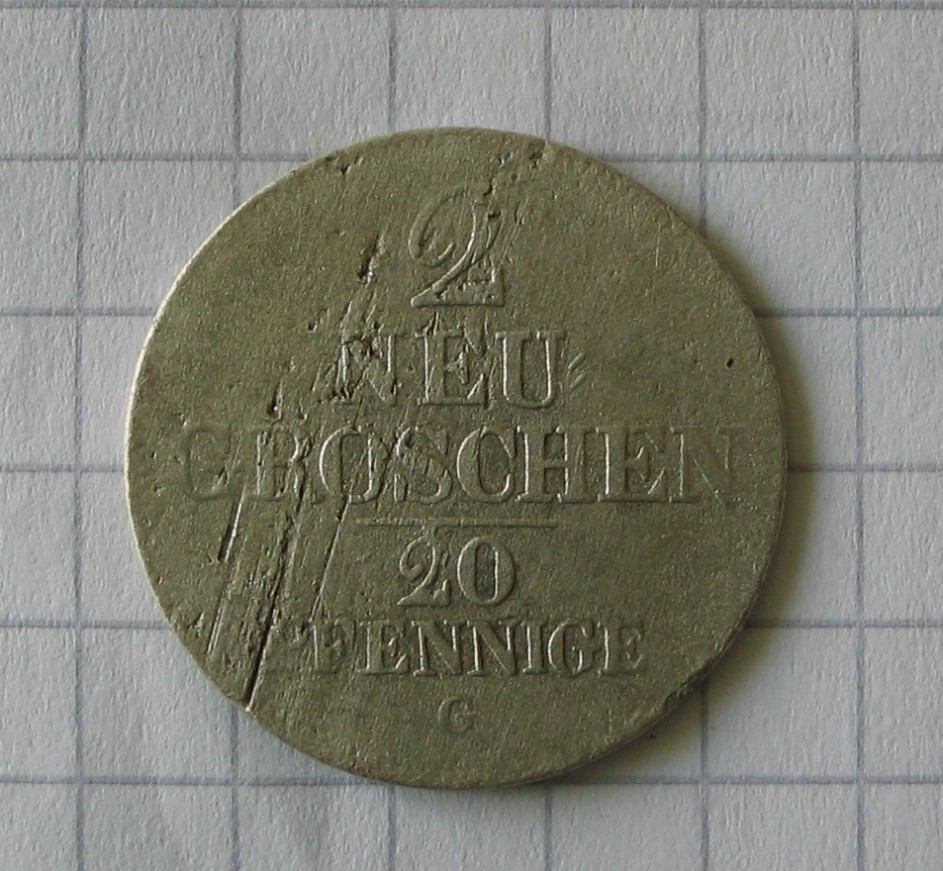 2
NEU-
GROSCHEN
20
PFENNIGE
G